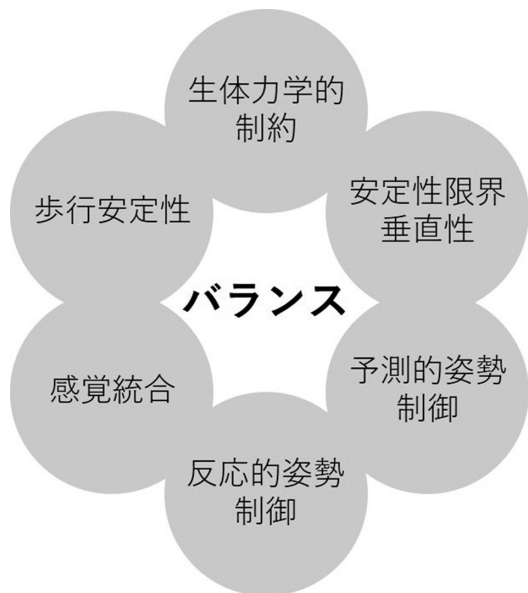 生体力学的
制約
安定性限界
垂直性
予測的姿勢
制御
反応的姿勢
制御
感覚統合
歩行安定性
バランス